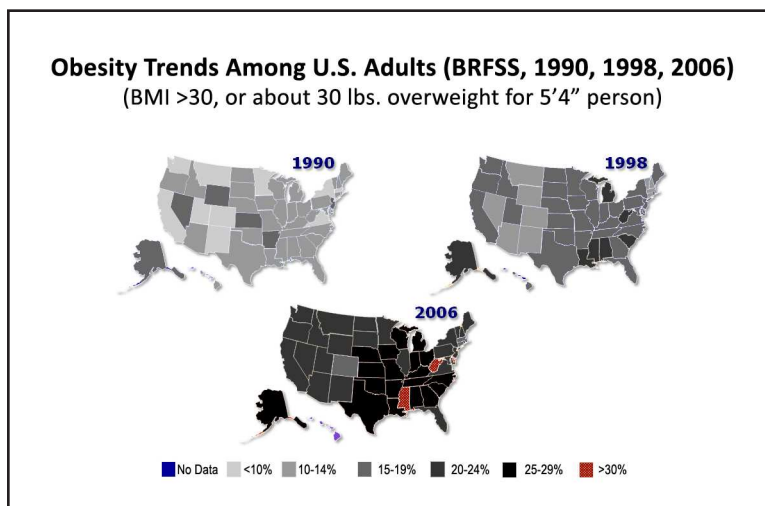 Obesity Trends Among U.S. Adults (BRFSS, 1990, 1998, 2006)
(BMI >30, or about 30 lbs. overweight for 5’4” person)
1990
1998
2006
No Data <10% 10-14% 15-19% 20-24% 25-29% >30%